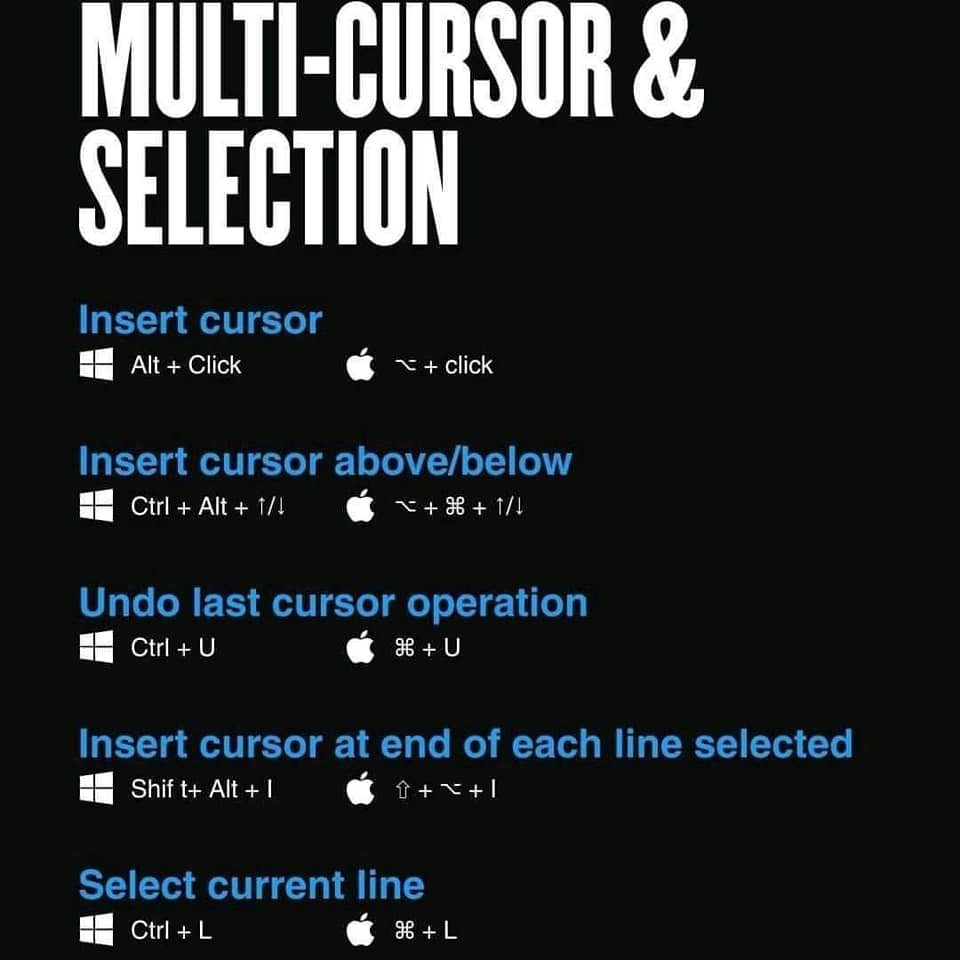 MULTI-CURSOR &
SELECTION
Insert cursor
Alt + Click ⌥ + click
Insert cursor above/below
Ctrl + Alt + ↑/↓ ⌥ + ⌘ + ↑/↓
Undo last cursor operation
Ctrl + U ⌘ + U
Insert cursor at end of each line selected
Shif t+ Alt + I ⇧ + ⌥ + I
Select current line
Ctrl + L ⌘ + L